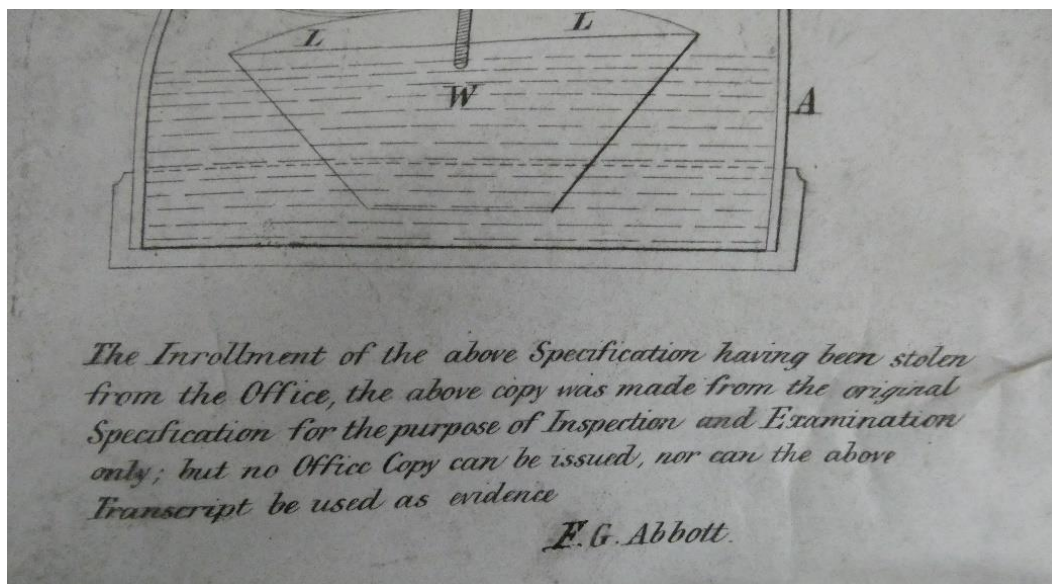 L L
W
A
The Inrollment of the above Specification having been stolen
from the Office, the above copy was made from the original
Specification for the purpose of Inspection and Examination
only; but no Office Copy can be issued, nor can the above
Transcript be used as evidence
F. G. Abbott.